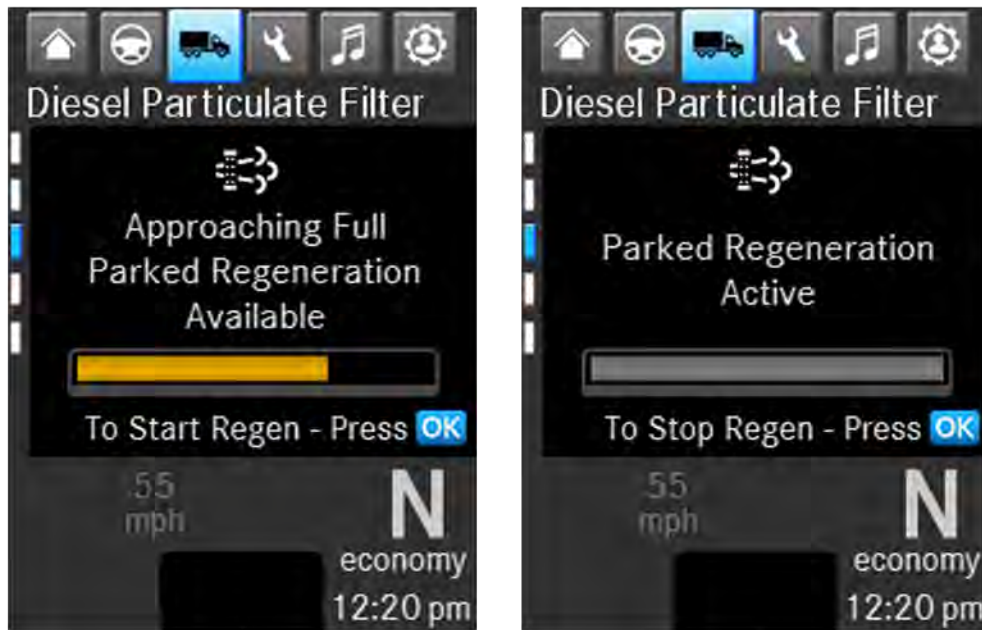 Diesel Particulate Filter
Approaching Full
Parked Regeneration
Available
To Start Regen - Press OK
55
mph
N
economy
12:20 pm
Diesel Particulate Filter
Parked Regeneration
Active
To Stop Regen - Press OK
55
mph
N
economy
12:20 pm